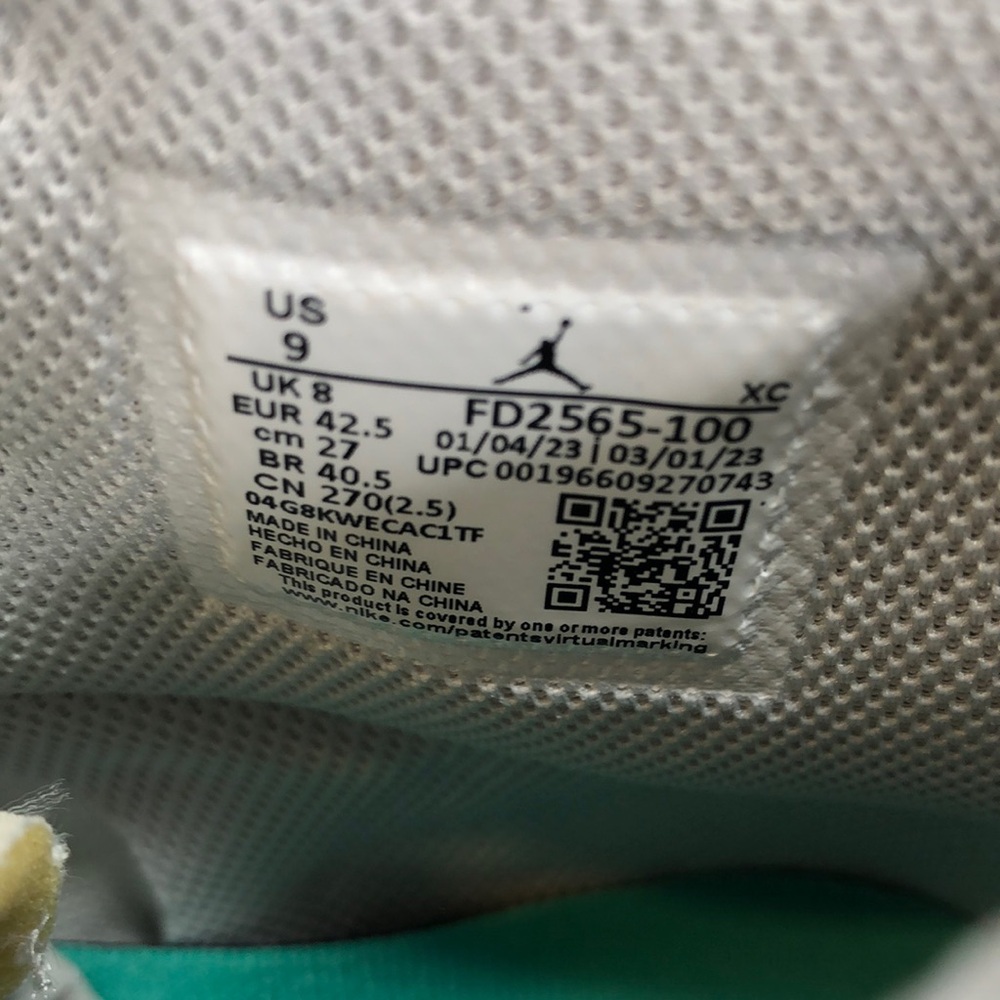 US
9
XC
UK 8
EUR 42.5
cm 27
BR 40.5
CN 270(2.5)
FD2565-100
01/04/23 | 03/01/23
UPC 00196609270743
04G8KWECAC1TF
MADE IN CHINA
HECHO EN CHINA
FABRIQUE EN CHINE
FABRICADO NA CHINA
This product is covered by one or more patents:
www.nike.com/patentsvirtualmarking